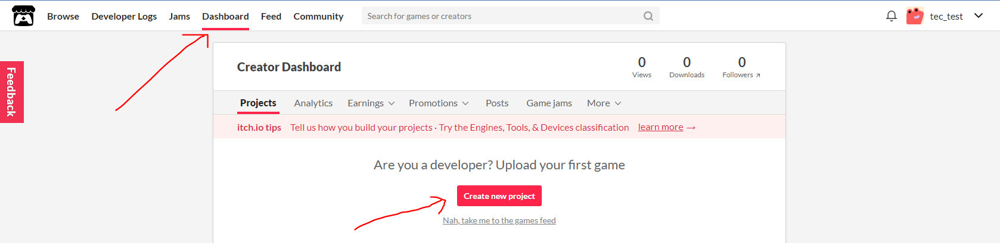 Browse Developer Logs Jams Dashboard Feed Community Search for games or creators tec_test
Feedback
Creator Dashboard
0 0 0
Views Downloads Followers ↗
Projects Analytics Earnings Promotions Posts Game jams More
itch.io tips Tell us how you build your projects · Try the Engines, Tools, & Devices classification learn more →
Are you a developer? Upload your first game
Create new project
Nah, take me to the games feed